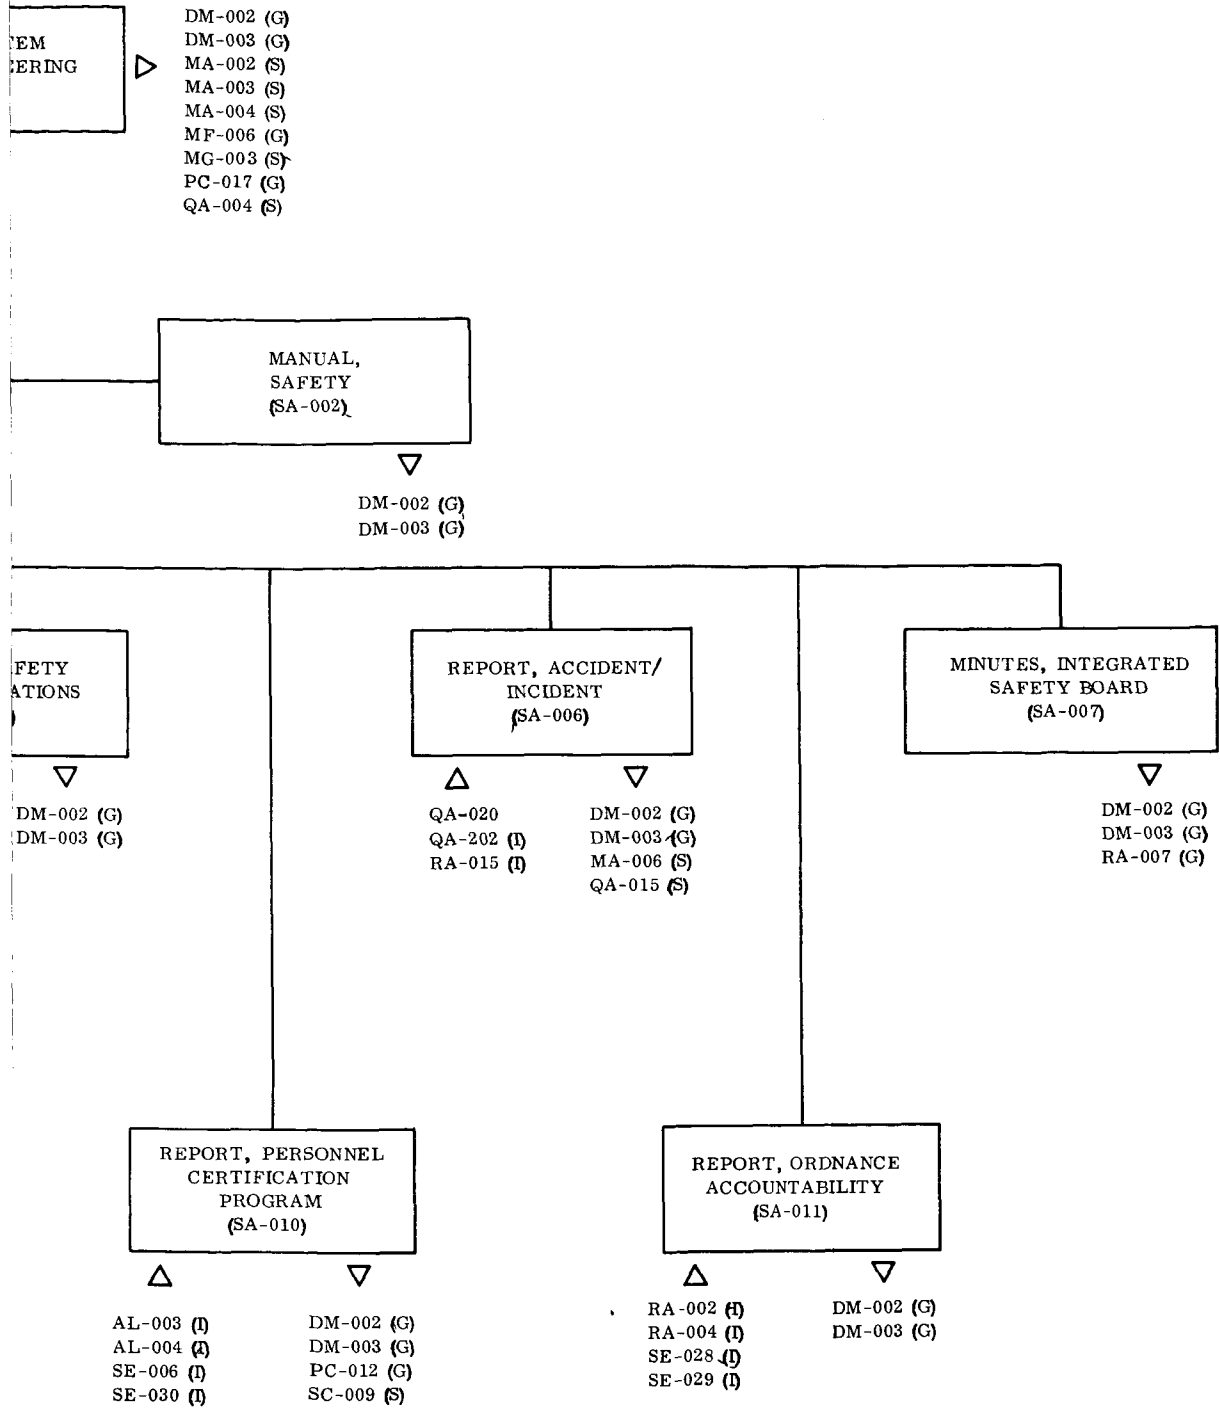 TEM
EERING
DM-002 (G)
DM-003 (G)
MA-002 (S)
MA-003 (S)
MA-004 (S)
MF-006 (G)
MG-003 (S)
PC-017 (G)
QA-004 (S)
MANUAL,
SAFETY
(SA-002)
DM-002 (G)
DM-003 (G)
FETY
ATIONS
)
DM-002 (G)
DM-003 (G)
REPORT, ACCIDENT/
INCIDENT
(SA-006)
QA-020
QA-202 (I)
RA-015 (I)
DM-002 (G)
DM-003 (G)
MA-006 (S)
QA-015 (S)
MINUTES, INTEGRATED
SAFETY BOARD
(SA-007)
DM-002 (G)
DM-003 (G)
RA-007 (G)
REPORT, PERSONNEL
CERTIFICATION
PROGRAM
(SA-010)
AL-003 (I)
AL-004 (I)
SE-006 (I)
SE-030 (I)
DM-002 (G)
DM-003 (G)
PC-012 (G)
SC-009 (S)
REPORT, ORDNANCE
ACCOUNTABILITY
(SA-011)
RA-002 (I)
RA-004 (I)
SE-028 (I)
SE-029 (I)
DM-002 (G)
DM-003 (G)